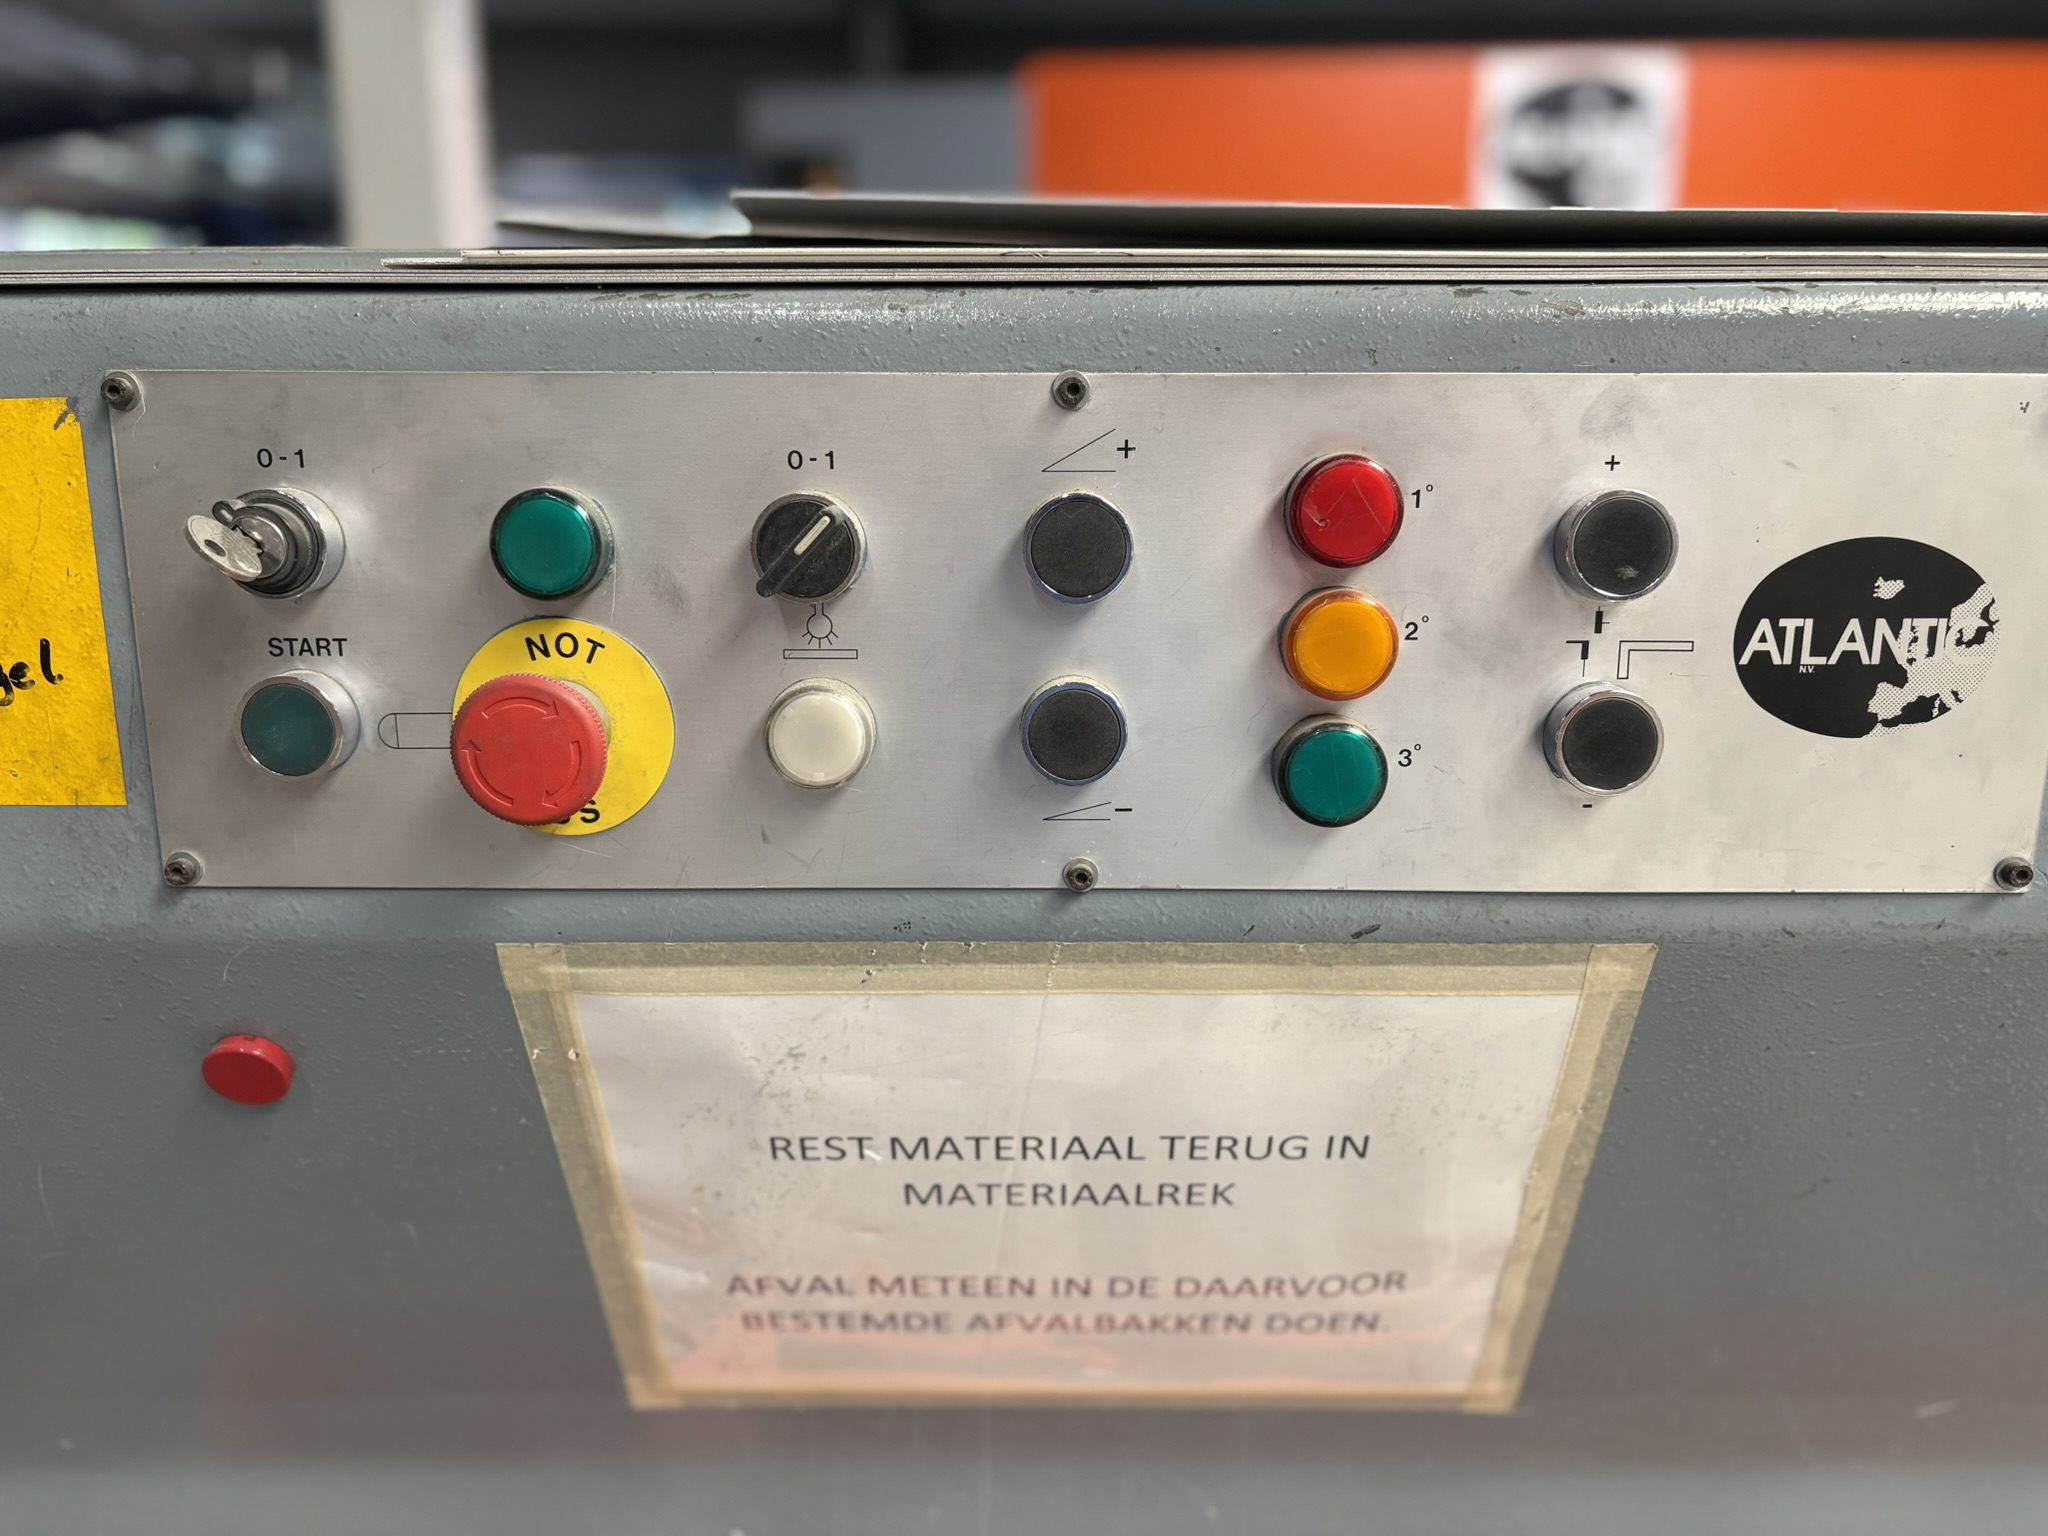 0-1
0-1
+
+
1°
2°
3°
START
NOT
-
-
ATLANTIC
N.V.
REST MATERIAAL TERUG IN
MATERIAALREK
AFVAL METEEN IN DE DAARVOOR
BESTEMDE AFVALBAKKEN DOEN.